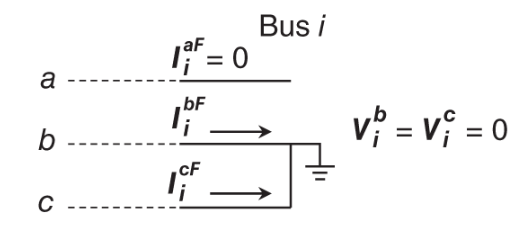 Bus i
I_i^{aF} = 0
a
I_i^{bF}
b
V_i^b = V_i^c = 0
I_i^{cF}
c